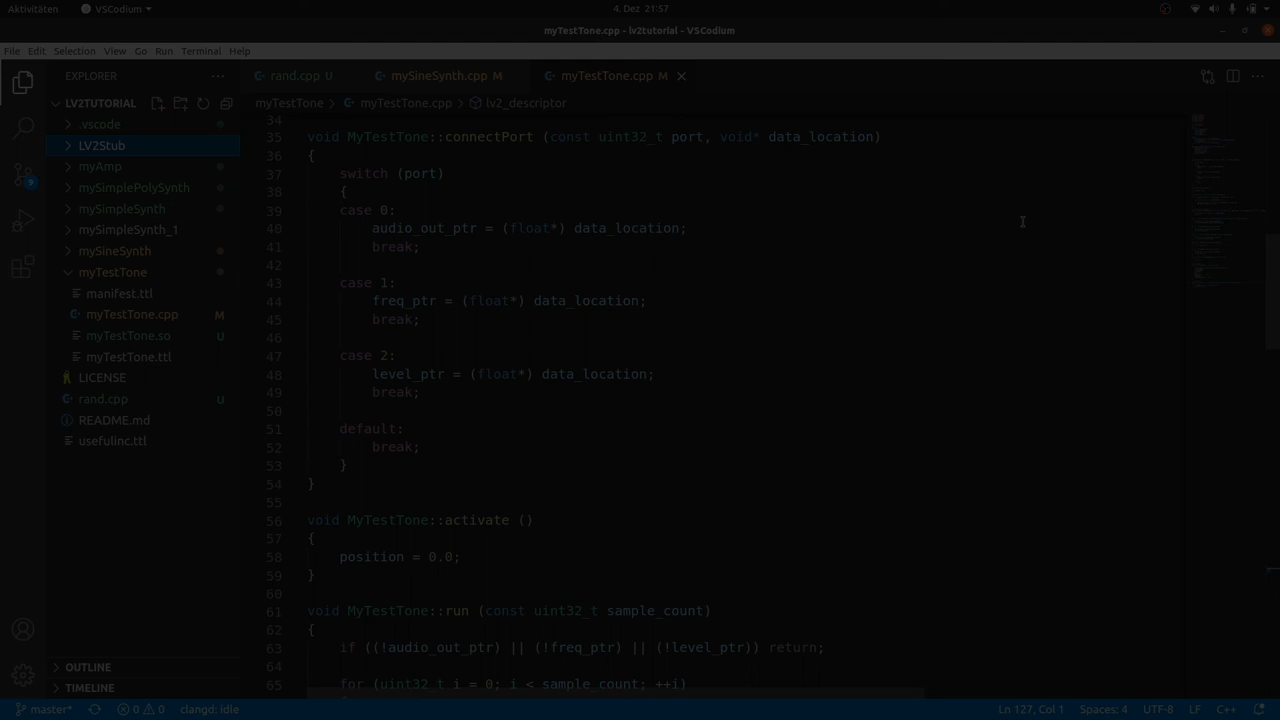 Aktivitäten
VSCodium
4. Dez 21:57
myTestTone.cpp - lv2tutorial - VSCodium
File Edit Selection View Go Run Terminal Help
EXPLORER
rand.cpp U
mySineSynth.cpp M
myTestTone.cpp M
LV2TUTORIAL
myTestTone > myTestTone.cpp > lv2_descriptor
.vscode
LV2Stub
myAmp
mySimplePolySynth
mySimpleSynth
mySimpleSynth_1
mySineSynth
myTestTone
manifest.ttl
myTestTone.cpp M
myTestTone.so U
myTestTone.ttl
LICENSE
rand.cpp U
README.md
usefulinc.ttl
OUTLINE
TIMELINE
9
34
35 void MyTestTone::connectPort (const uint32_t port, void* data_location)
36 {
37 switch (port)
38 {
39 case 0:
40 audio_out_ptr = (float*) data_location;
41 break;
42
43 case 1:
44 freq_ptr = (float*) data_location;
45 break;
46
47 case 2:
48 level_ptr = (float*) data_location;
49 break;
50
51 default:
52 break;
53 }
54 }
55
56 void MyTestTone::activate ()
57 {
58 position = 0.0;
59 }
60
61 void MyTestTone::run (const uint32_t sample_count)
62 {
63 if ((!audio_out_ptr) || (!freq_ptr) || (!level_ptr)) return;
64
65 for (uint32_t i = 0; i < sample_count; ++i)
master* 0 0 clangd: idle
Ln 127, Col 1 Spaces: 4 UTF-8 LF C++